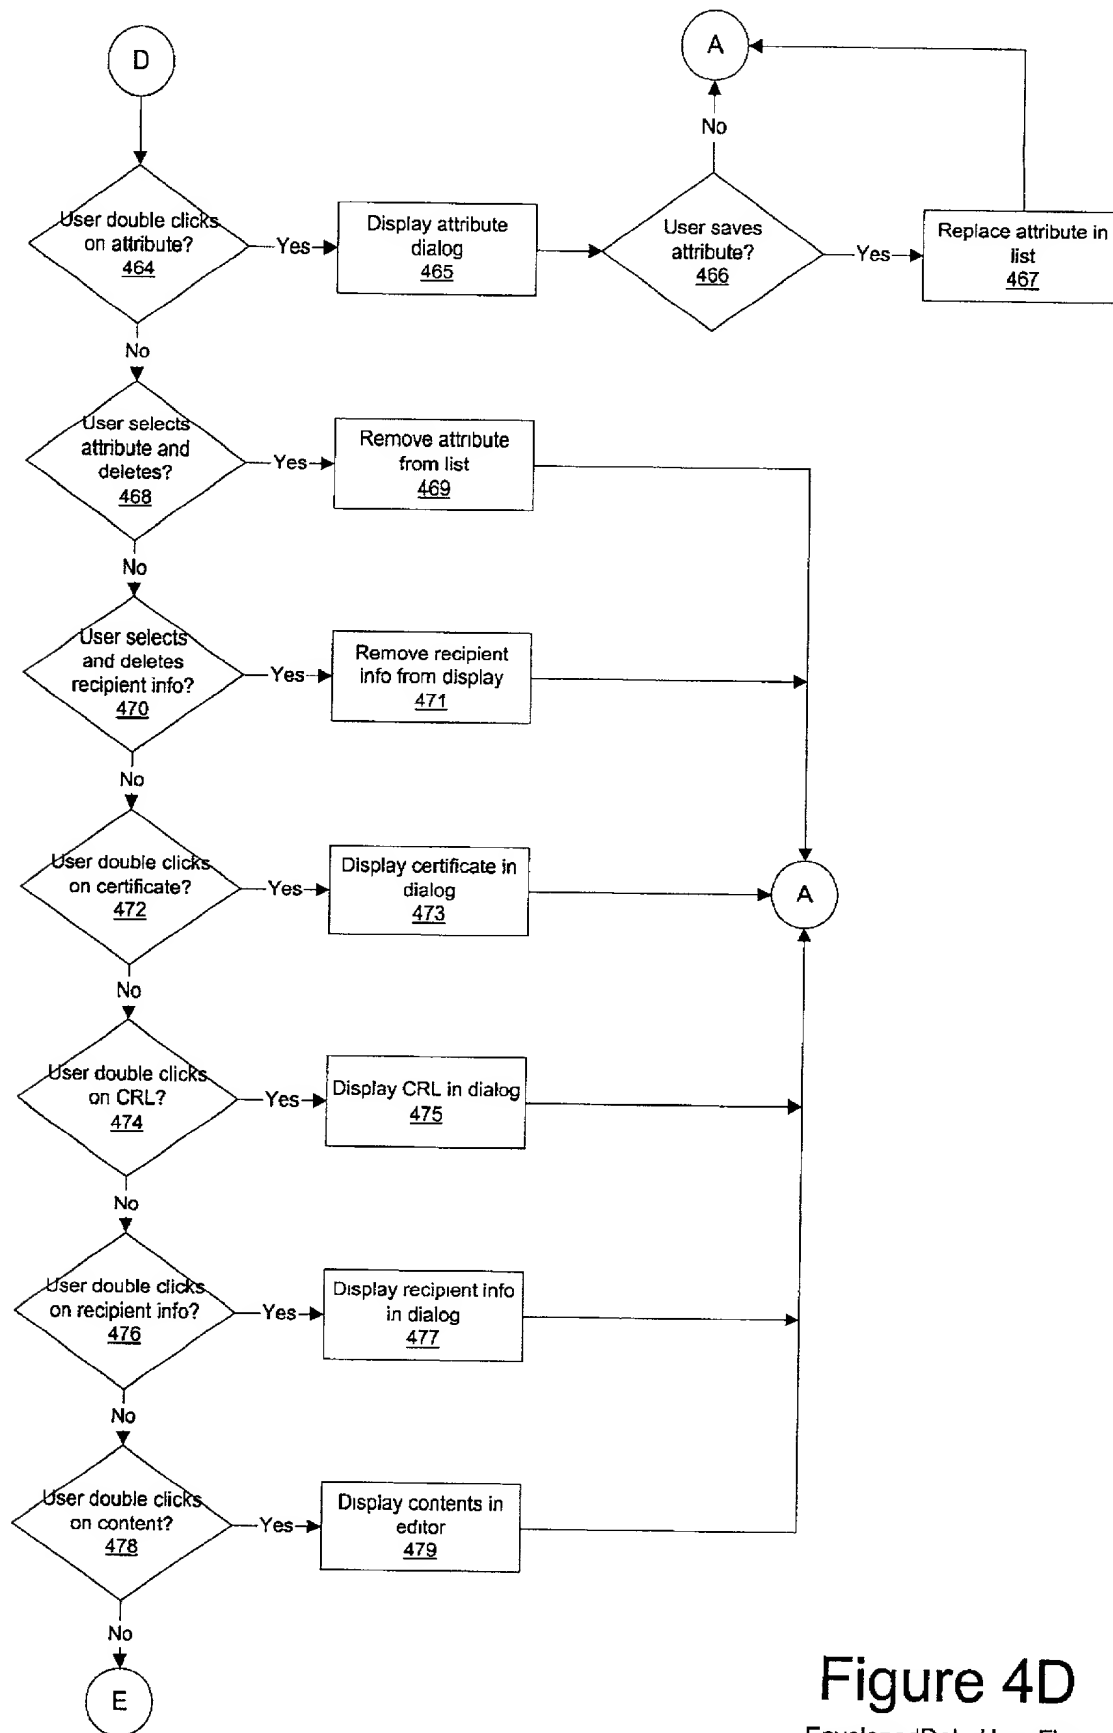 D
A
No
User double clicks
on attribute?
464
Yes
Display attribute
dialog
465
User saves
attribute?
466
Yes
Replace attribute in
list
467
No
User selects
attribute and
deletes?
468
Yes
Remove attribute
from list
469
No
User selects
and deletes
recipient info?
470
Yes
Remove recipient
info from display
471
No
User double clicks
on certificate?
472
Yes
Display certificate in
dialog
473
A
No
User double clicks
on CRL?
474
Yes
Display CRL in dialog
475
No
User double clicks
on recipient info?
476
Yes
Display recipient info
in dialog
477
No
User double clicks
on content?
478
Yes
Display contents in
editor
479
No
E
Figure 4D